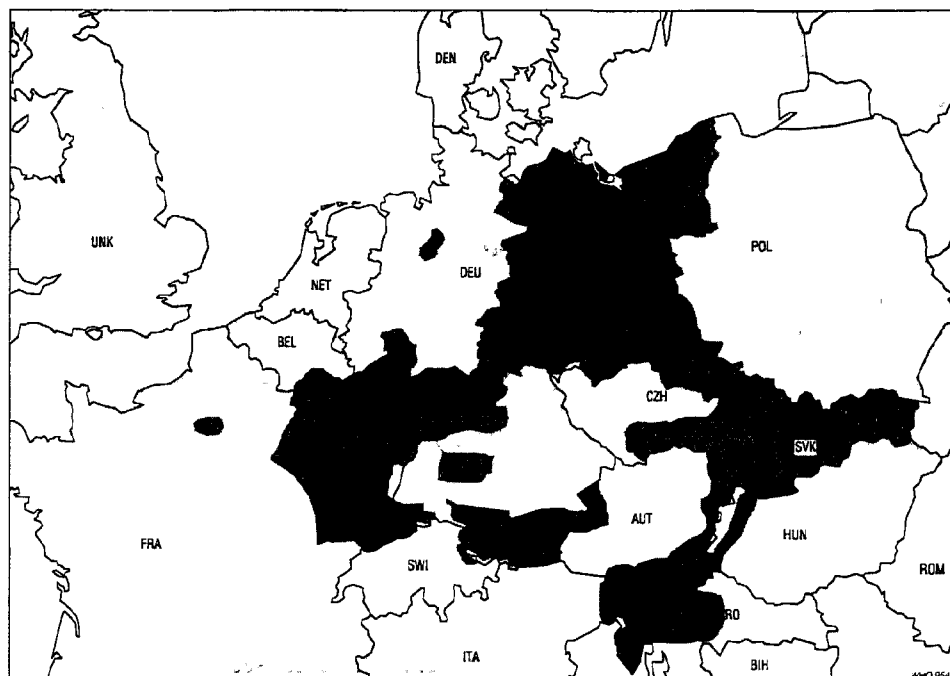 DEN
UNK
POL
DEU
NET
BEL
CZH
SVK
AUT
HUN
FRA
SWI
ROM
RO
ITA
BIH